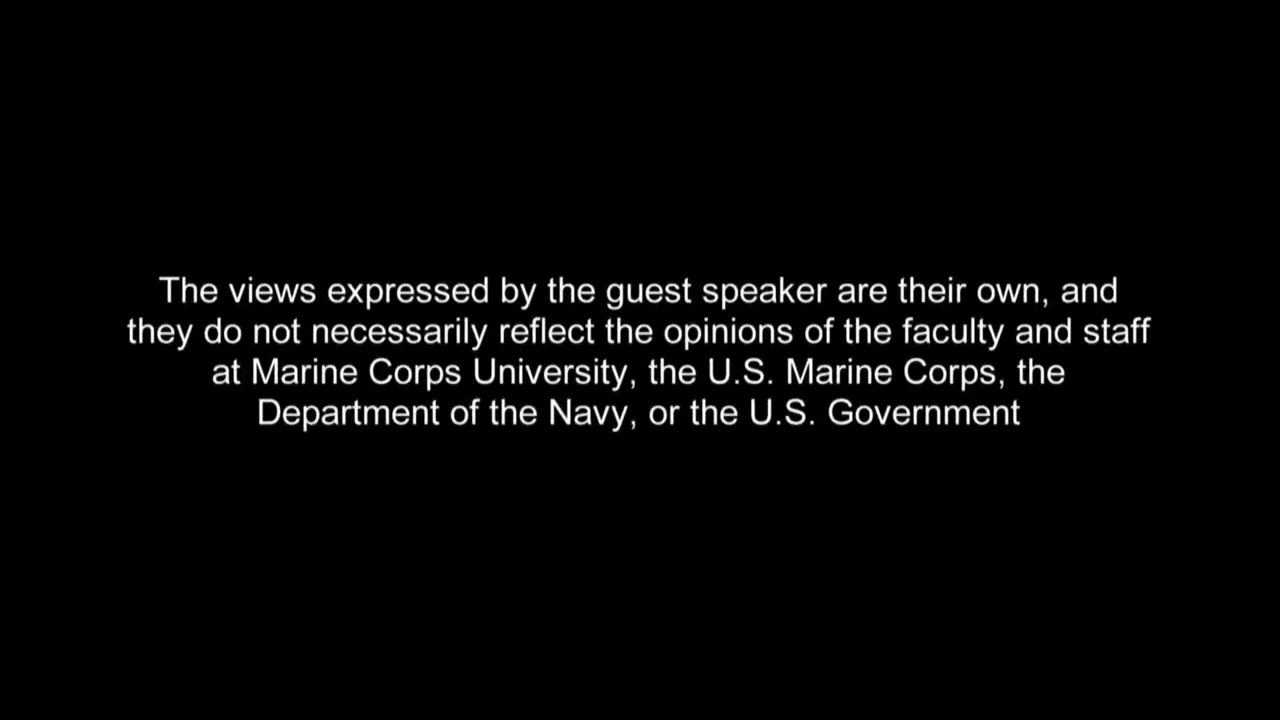 The views expressed by the guest speaker are their own, and
they do not necessarily reflect the opinions of the faculty and staff
at Marine Corps University, the U.S. Marine Corps, the
Department of the Navy, or the U.S. Government